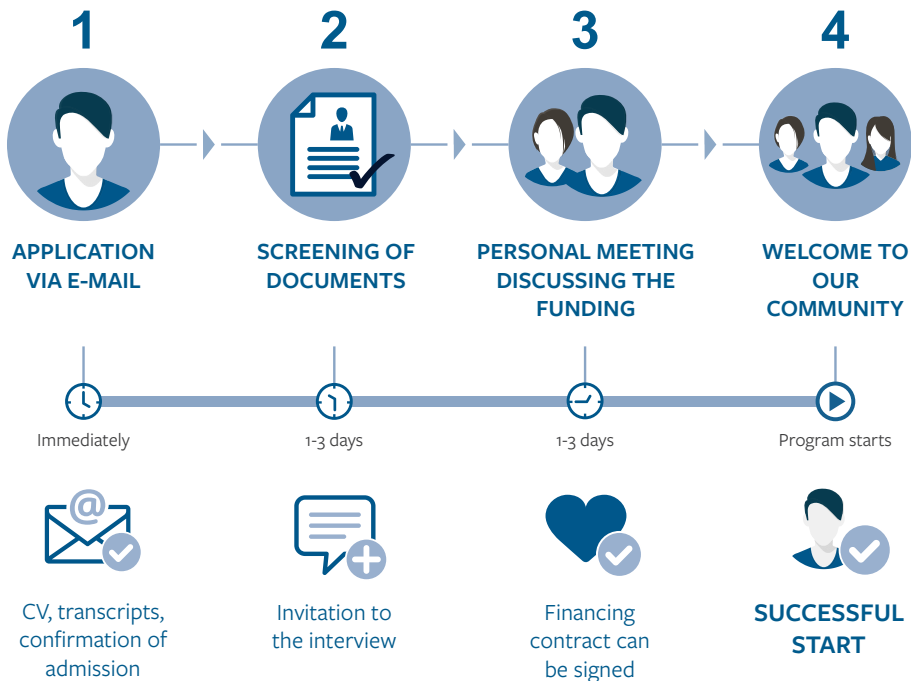 1
2
3
4
APPLICATION
VIA E-MAIL
SCREENING OF
DOCUMENTS
PERSONAL MEETING
DISCUSSING THE
FUNDING
WELCOME TO
OUR
COMMUNITY
Immediately
1-3 days
1-3 days
Program starts
@
CV, transcripts,
confirmation of
admission
Invitation to
the interview
Financing
contract can
be signed
SUCCESSFUL
START